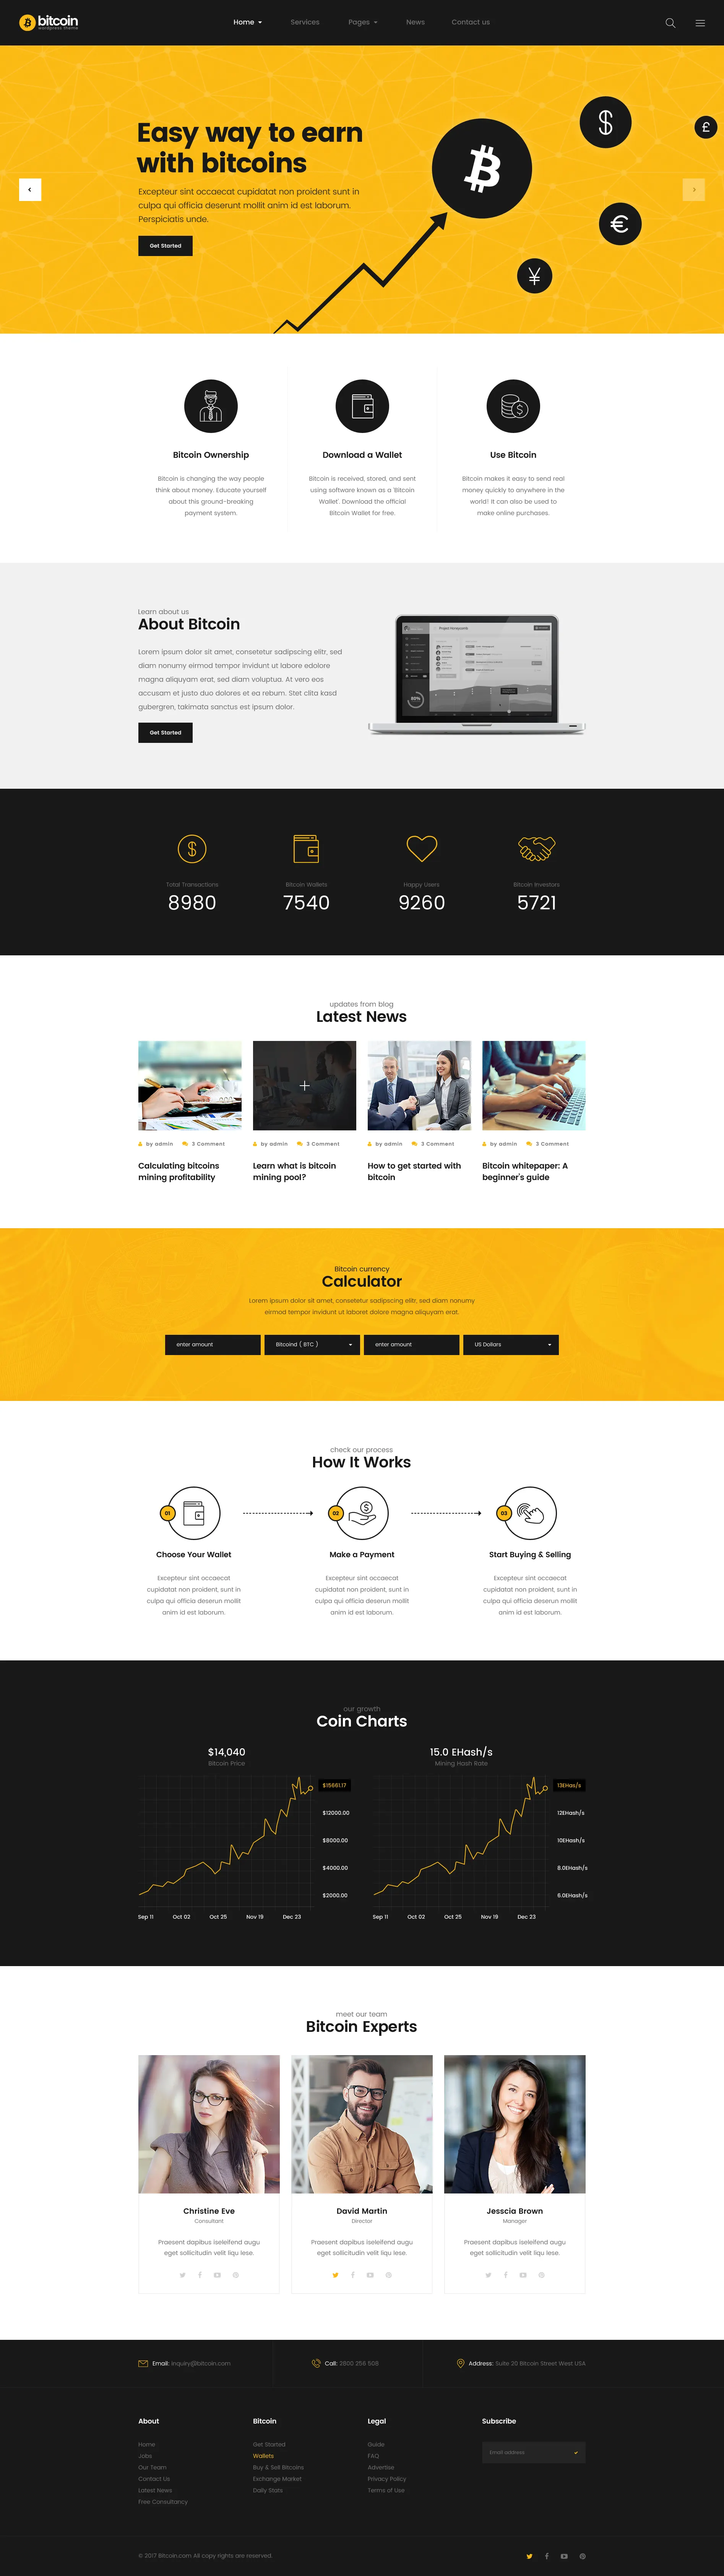 bitcoin
wordpress theme
Home Services Pages News Contact us
Easy way to earn
with bitcoins
Excepteur sint occaecat cupidatat non proident sunt in
culpa qui officia deserunt mollit anim id est laborum.
Perspiciatis unde.
Get Started
Bitcoin Ownership
Bitcoin is changing the way people
think about money. Educate yourself
about this ground-breaking
payment system.
Download a Wallet
Bitcoin is received, stored, and sent
using software known as a 'Bitcoin
Wallet'. Download the official
Bitcoin Wallet for free.
Use Bitcoin
Bitcoin makes it easy to send real
money quickly to anywhere in the
world! It can also be used to
make online purchases.
Learn about us
About Bitcoin
Lorem ipsum dolor sit amet, consetetur sadipscing elitr, sed
diam nonumy eirmod tempor invidunt ut labore edolore
magna aliquyam erat, sed diam voluptua. At vero eos
accusam et justo duo dolores et ea rebum. Stet clita kasd
gubergren, takimata sanctus est ipsum dolor.
Get Started
Project Honeycomb
80%
Total Transactions
8980
Bitcoin Wallets
7540
Happy Users
9260
Bitcoin Investors
5721
updates from blog
Latest News
by admin 3 Comment
Calculating bitcoins
mining profitability
by admin 3 Comment
Learn what is bitcoin
mining pool?
by admin 3 Comment
How to get started with
bitcoin
by admin 3 Comment
Bitcoin whitepaper: A
beginner's guide
Bitcoin currency
Calculator
Lorem ipsum dolor sit amet, consetetur sadipscing elitr, sed diam nonumy
eirmod tempor invidunt ut laboret dolore magna aliquyam erat.
enter amount
Bitcoind ( BTC )
enter amount
US Dollars
check our process
How It Works
01
Choose Your Wallet
Excepteur sint occaecat
cupidatat non proident, sunt in
culpa qui officia deserun mollit
anim id est laborum.
02
Make a Payment
Excepteur sint occaecat
cupidatat non proident, sunt in
culpa qui officia deserun mollit
anim id est laborum.
03
Start Buying & Selling
Excepteur sint occaecat
cupidatat non proident, sunt in
culpa qui officia deserun mollit
anim id est laborum.
our growth
Coin Charts
$14,040
Bitcoin Price
$15661.17
$12000.00
$8000.00
$4000.00
$2000.00
Sep 11 Oct 02 Oct 25 Nov 19 Dec 23
15.0 EHash/s
Mining Hash Rate
13EHas/s
12EHash/s
10EHash/s
8.0EHash/s
6.0EHash/s
Sep 11 Oct 02 Oct 25 Nov 19 Dec 23
meet our team
Bitcoin Experts
Christine Eve
Consultant
Praesent dapibus iseleifend augu
eget sollicitudin velit liqu lese.
David Martin
Director
Praesent dapibus iseleifend augu
eget sollicitudin velit liqu lese.
Jesscia Brown
Manager
Praesent dapibus iseleifend augu
eget sollicitudin velit liqu lese.
Email: inquiry@bitcoin.com
Call: 2800 256 508
Address: Suite 20 Bitcoin Street West USA
About
Home
Jobs
Our Team
Contact Us
Latest News
Free Consultancy
Bitcoin
Get Started
Wallets
Buy & Sell Bitcoins
Exchange Market
Daily Stats
Legal
Guide
FAQ
Advertise
Privacy Policy
Terms of Use
Subscribe
Email address
© 2017 Bitcoin.com All copy rights are reserved